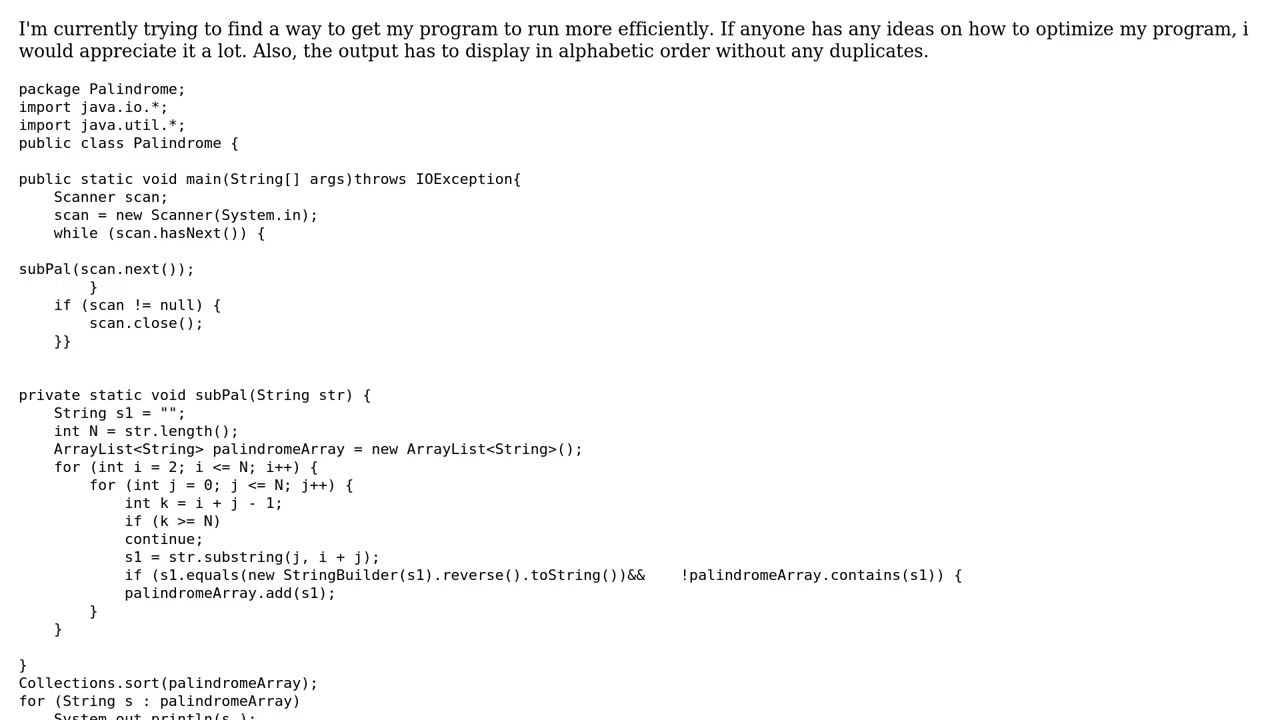 I'm currently trying to find a way to get my program to run more efficiently. If anyone has any ideas on how to optimize my program, i
would appreciate it a lot. Also, the output has to display in alphabetic order without any duplicates.
package Palindrome;
import java.io.*;
import java.util.*;
public class Palindrome {
public static void main(String[] args)throws IOException{
    Scanner scan;
    scan = new Scanner(System.in);
    while (scan.hasNext()) {
subPal(scan.next());
        }
    if (scan != null) {
        scan.close();
    }}
private static void subPal(String str) {
    String s1 = "";
    int N = str.length();
    ArrayList<String> palindromeArray = new ArrayList<String>();
    for (int i = 2; i <= N; i++) {
        for (int j = 0; j <= N; j++) {
            int k = i + j - 1;
            if (k >= N)
            continue;
            s1 = str.substring(j, i + j);
            if (s1.equals(new StringBuilder(s1).reverse().toString())&&    !palindromeArray.contains(s1)) {
            palindromeArray.add(s1);
        }
    }
}
Collections.sort(palindromeArray);
for (String s : palindromeArray)
    System.out.println(s );